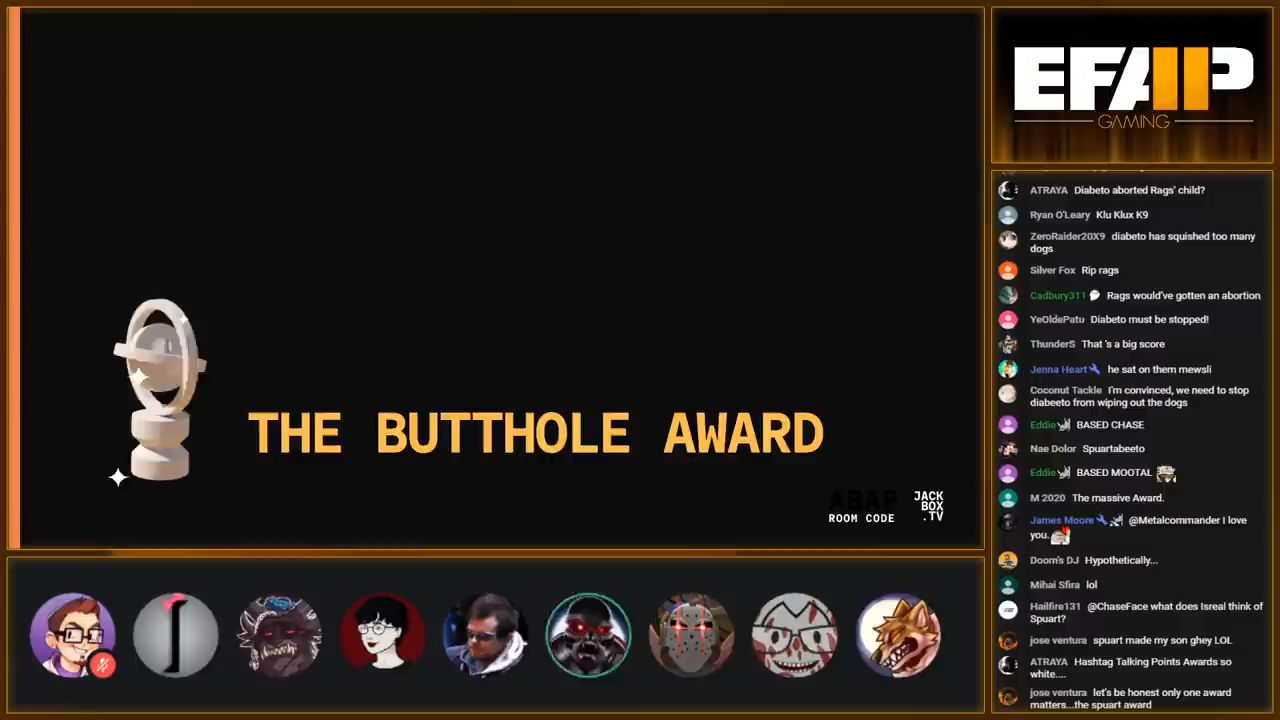 THE BUTTHOLE AWARD
ABAP
ROOM CODE
JACK
BOX
.TV
EFAP
GAMING
ATRAYA Diabeto aborted Rags' child?
Ryan O'Leary Klu Klux K9
ZeroRaider20X9 diabeto has squished too many
dogs
Silver Fox Rip rags
Cadbury311 Rags would've gotten an abortion
YeOldePatu Diabeto must be stopped!
ThunderS That 's a big score
Jenna Heart he sat on them mewsli
Coconut Tackle I'm convinced, we need to stop
diabeeto from wiping out the dogs
Eddie BASED CHASE
Nae Dolor Spuartabeeto
Eddie BASED MOOTAL
M 2020 The massive Award.
James Moore @Metalcommander I love
you.
Doom's DJ Hypothetically...
Mihai Sfira lol
Hailfire131 @ChaseFace what does Isreal think of
Spuart?
jose ventura spuart made my son ghey LOL
ATRAYA Hashtag Talking Points Awards so
white....
jose ventura let's be honest only one award
matters...the spuart award